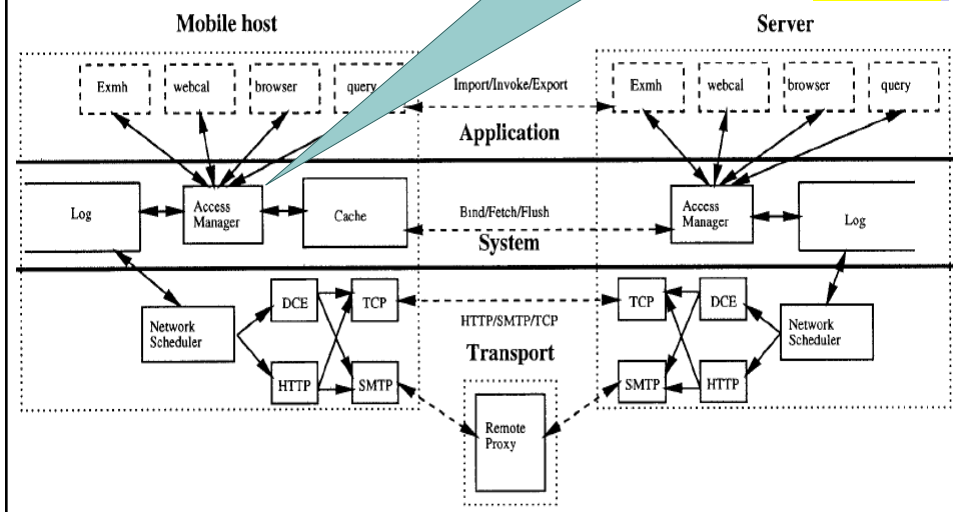 Mobile host
Server
Exmh
webcal
browser
query
Import/Invoke/Export
Exmh
webcal
browser
query
Application
Log
Access
Manager
Cache
Bind/Fetch/Flush
Access
Manager
Log
System
DCE
TCP
TCP
DCE
Network
Scheduler
HTTP/SMTP/TCP
Network
Scheduler
Transport
HTTP
SMTP
SMTP
HTTP
Remote
Proxy